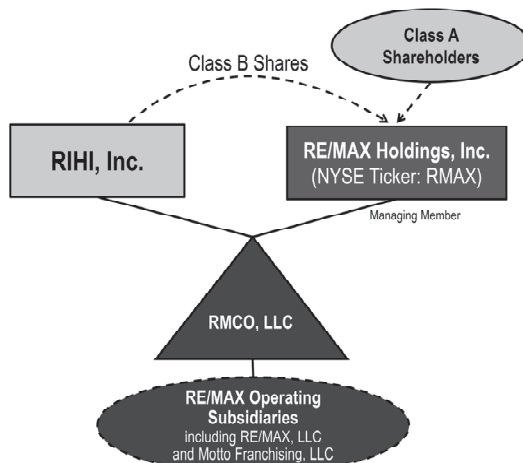 Class A
Shareholders
Class B Shares
RIHI, Inc.
RE/MAX Holdings, Inc.
(NYSE Ticker: RMAX)
Managing Member
RMCO, LLC
RE/MAX Operating
Subsidiaries
including RE/MAX, LLC
and Motto Franchising, LLC